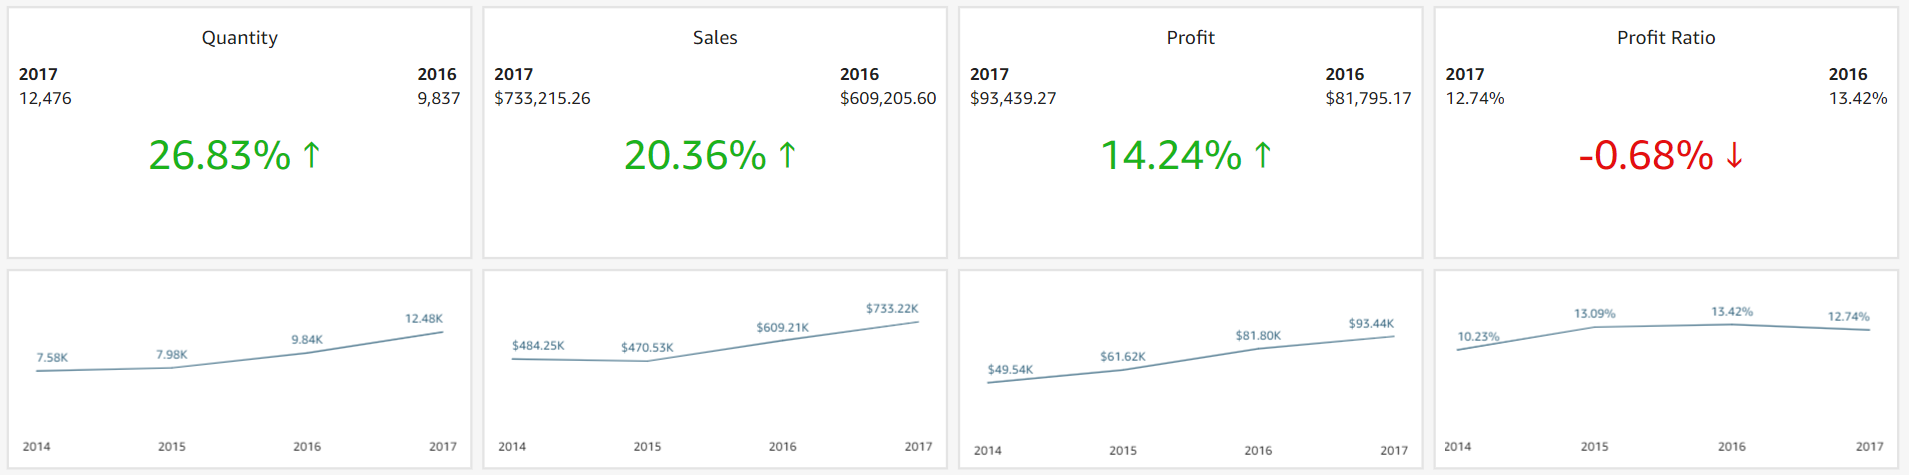 Quantity
2017 2016
12,476 9,837
26.83% ↑
Sales
2017 2016
$733,215.26 $609,205.60
20.36% ↑
Profit
2017 2016
$93,439.27 $81,795.17
14.24% ↑
Profit Ratio
2017 2016
12.74% 13.42%
-0.68% ↓
7.58K 7.98K 9.84K 12.48K
2014 2015 2016 2017
$484.25K $470.53K $609.21K $733.22K
2014 2015 2016 2017
$49.54K $61.62K $81.80K $93.44K
2014 2015 2016 2017
10.23% 13.09% 13.42% 12.74%
2014 2015 2016 2017